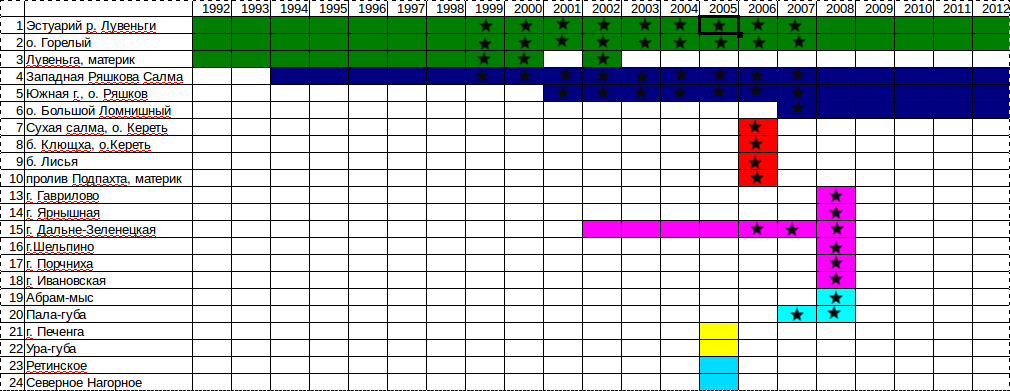 1992 1993 1994 1995 1996 1997 1998 1999 2000 2001 2002 2003 2004 2005 2006 2007 2008 2009 2010 2011 2012
1 Эстуарий р. Лувеньги
2 о. Горелый
3 Лувеньга, материк
4 Западная Ряшкова Салма
5 Южная г., о. Ряшков
6 о. Большой Ломнишный
7 Сухая салма, о. Кереть
8 б. Клющха, о.Кереть
9 б. Лисья
10 пролив Подпахта, материк
13 г. Гаврилово
14 г. Ярнышная
15 г. Дальне-Зеленецкая
16 г.Шельпино
17 г. Порчниха
18 г. Ивановская
19 Абрам-мыс
20 Пала-губа
21 г. Печенга
22 Ура-губа
23 Ретинское
24 Северное Нагорное